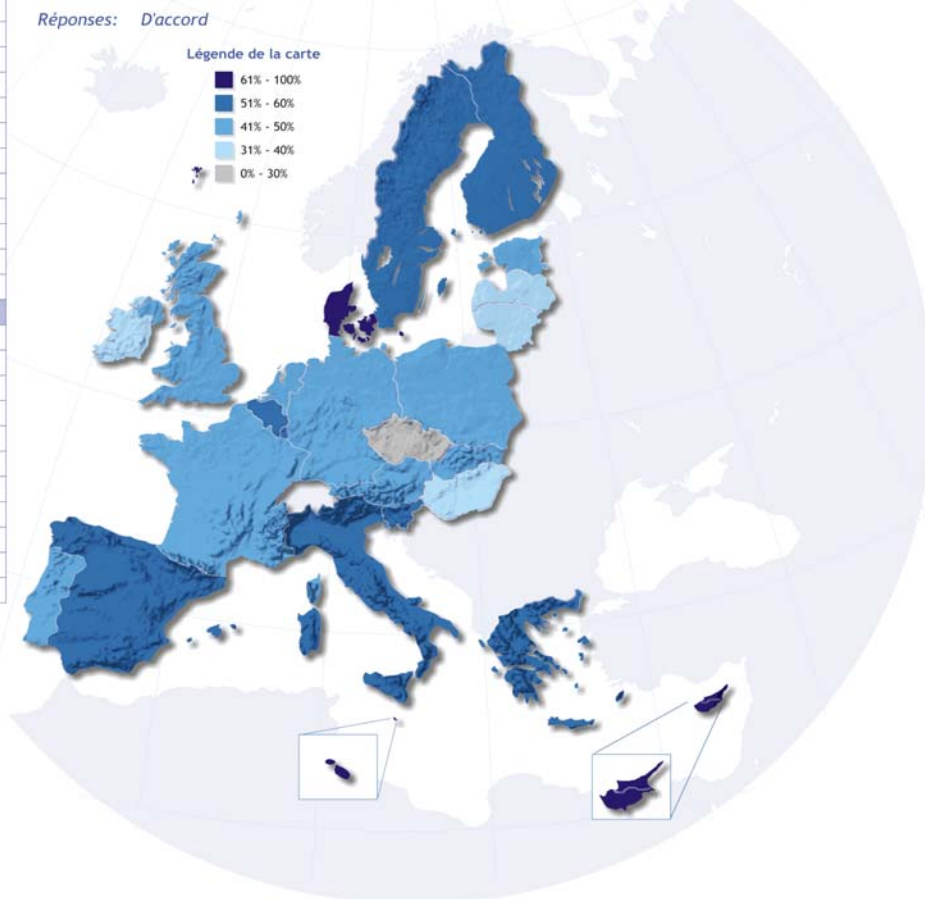 Réponses: D'accord
Légende de la carte
61% - 100%
51% - 60%
41% - 50%
31% - 40%
0% - 30%